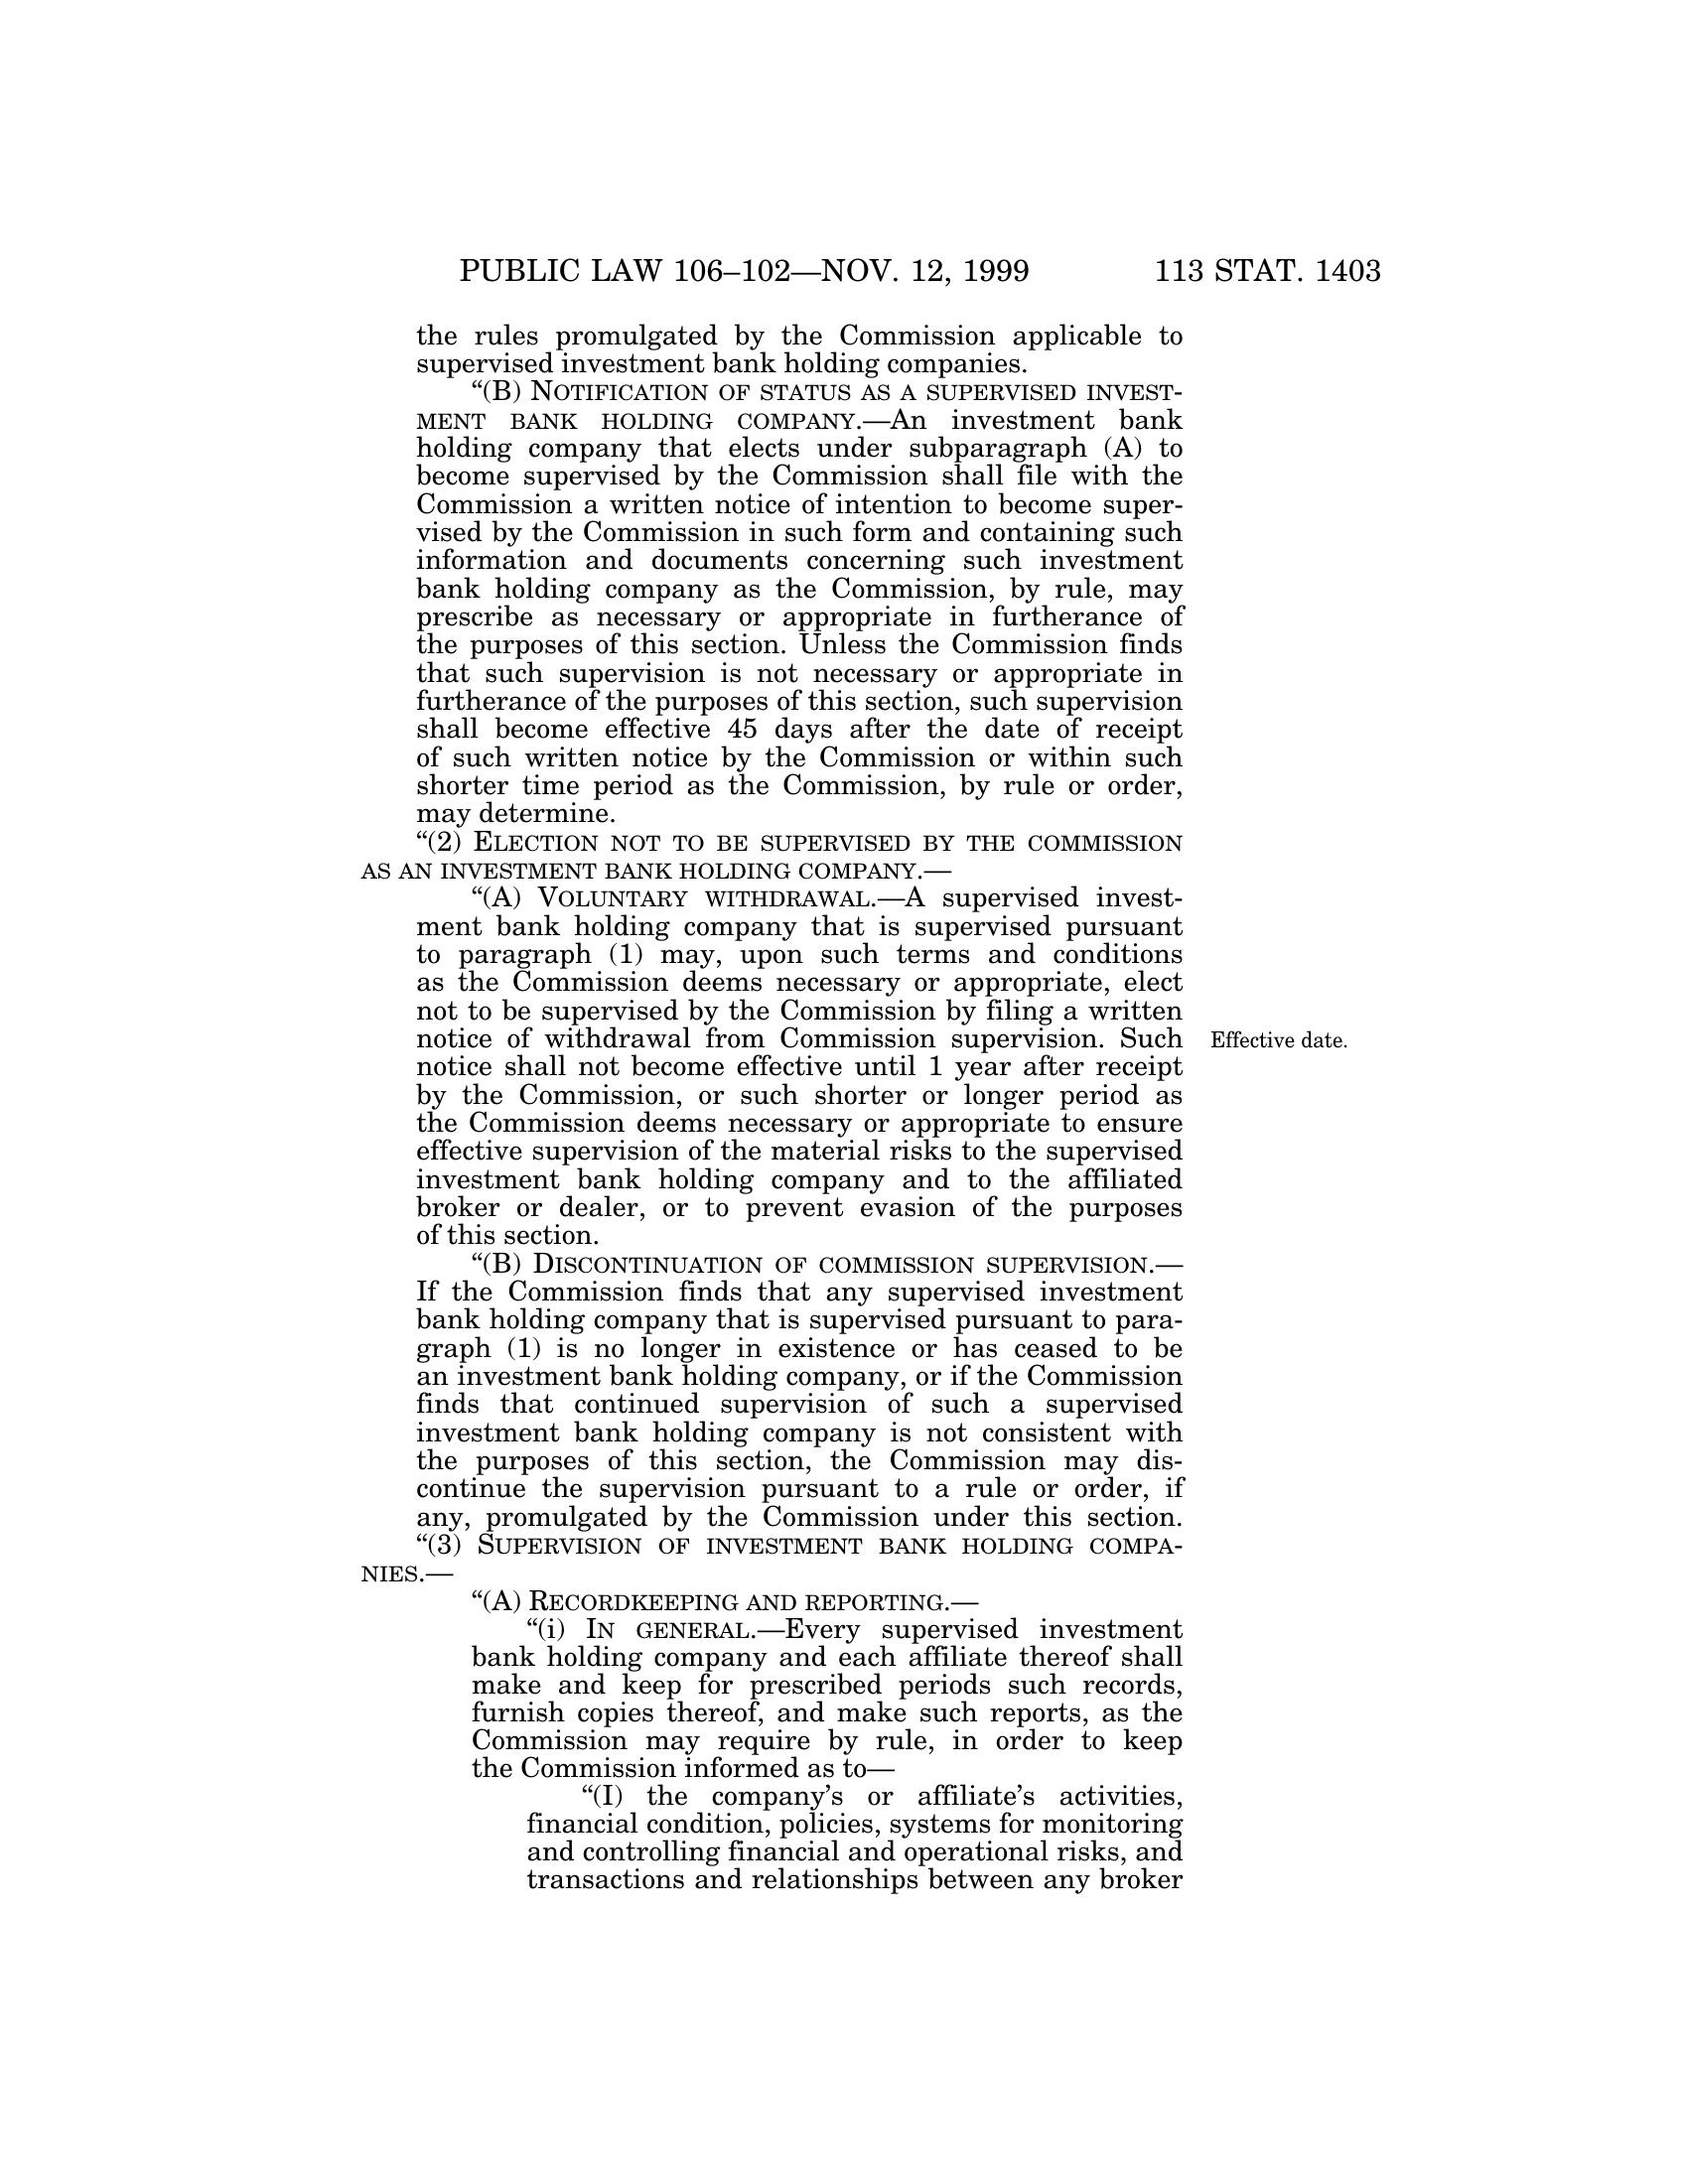 PUBLIC LAW 106–102—NOV. 12, 1999 113 STAT. 1403
the rules promulgated by the Commission applicable to
supervised investment bank holding companies.
“(B) NOTIFICATION OF STATUS AS A SUPERVISED INVEST-
MENT BANK HOLDING COMPANY.—An investment bank
holding company that elects under subparagraph (A) to
become supervised by the Commission shall file with the
Commission a written notice of intention to become super-
vised by the Commission in such form and containing such
information and documents concerning such investment
bank holding company as the Commission, by rule, may
prescribe as necessary or appropriate in furtherance of
the purposes of this section. Unless the Commission finds
that such supervision is not necessary or appropriate in
furtherance of the purposes of this section, such supervision
shall become effective 45 days after the date of receipt
of such written notice by the Commission or within such
shorter time period as the Commission, by rule or order,
may determine.
“(2) ELECTION NOT TO BE SUPERVISED BY THE COMMISSION
AS AN INVESTMENT BANK HOLDING COMPANY.—
“(A) VOLUNTARY WITHDRAWAL.—A supervised invest-
ment bank holding company that is supervised pursuant
to paragraph (1) may, upon such terms and conditions
as the Commission deems necessary or appropriate, elect
not to be supervised by the Commission by filing a written
notice of withdrawal from Commission supervision. Such
Effective date.
notice shall not become effective until 1 year after receipt
by the Commission, or such shorter or longer period as
the Commission deems necessary or appropriate to ensure
effective supervision of the material risks to the supervised
investment bank holding company and to the affiliated
broker or dealer, or to prevent evasion of the purposes
of this section.
“(B) DISCONTINUATION OF COMMISSION SUPERVISION.—
If the Commission finds that any supervised investment
bank holding company that is supervised pursuant to para-
graph (1) is no longer in existence or has ceased to be
an investment bank holding company, or if the Commission
finds that continued supervision of such a supervised
investment bank holding company is not consistent with
the purposes of this section, the Commission may dis-
continue the supervision pursuant to a rule or order, if
any, promulgated by the Commission under this section.
“(3) SUPERVISION OF INVESTMENT BANK HOLDING COMPA-
NIES.—
“(A) RECORDKEEPING AND REPORTING.—
“(i) IN GENERAL.—Every supervised investment
bank holding company and each affiliate thereof shall
make and keep for prescribed periods such records,
furnish copies thereof, and make such reports, as the
Commission may require by rule, in order to keep
the Commission informed as to—
“(I) the company’s or affiliate’s activities,
financial condition, policies, systems for monitoring
and controlling financial and operational risks, and
transactions and relationships between any broker